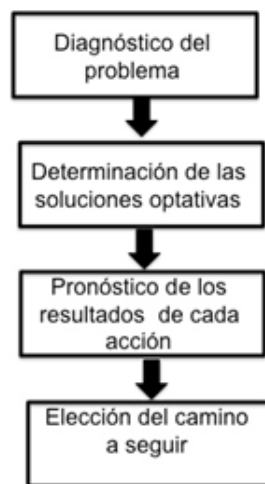 Diagnóstico del
problema
Determinación de las
soluciones optativas
Pronóstico de los
resultados de cada
acción
Elección del camino
a seguir